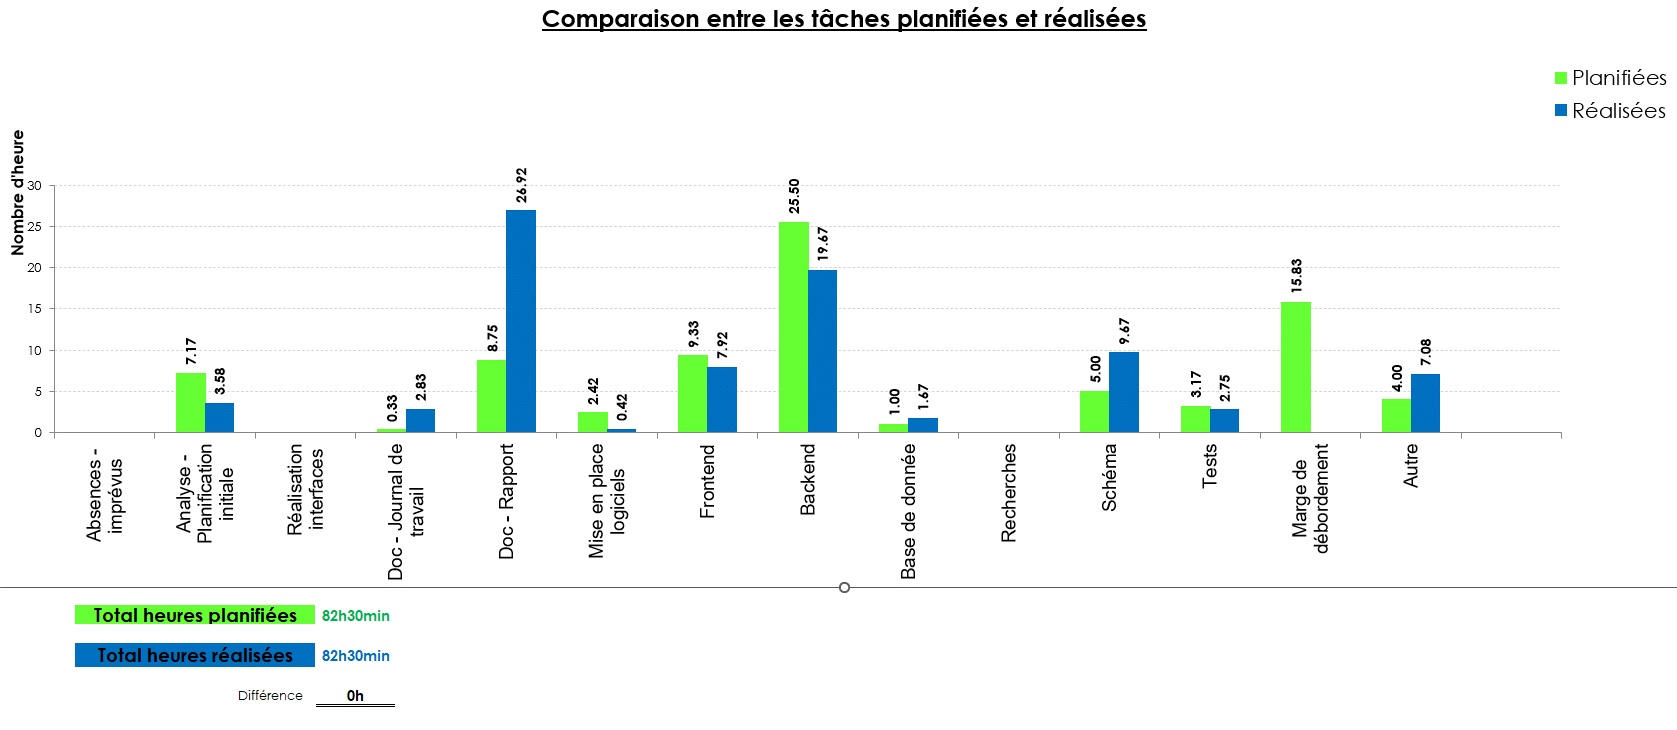 Comparaison entre les tâches planifiées et réalisées
Planifiées
Réalisées
Nombre d'heure
30
25
20
15
10
5
0
7.17
3.58
0.33
2.83
8.75
26.92
2.42
0.42
9.33
7.92
25.50
19.67
1.00
1.67
5.00
9.67
3.17
2.75
15.83
4.00
7.08
Absences -
imprévus
Analyse -
Planification
initiale
Réalisation
interfaces
Doc - Journal de
travail
Doc - Rapport
Mise en place
logiciels
Frontend
Backend
Base de donnée
Recherches
Schéma
Tests
Marge de
débordement
Autre
Total heures planifiées 82h30min
Total heures réalisées 82h30min
Différence 0h